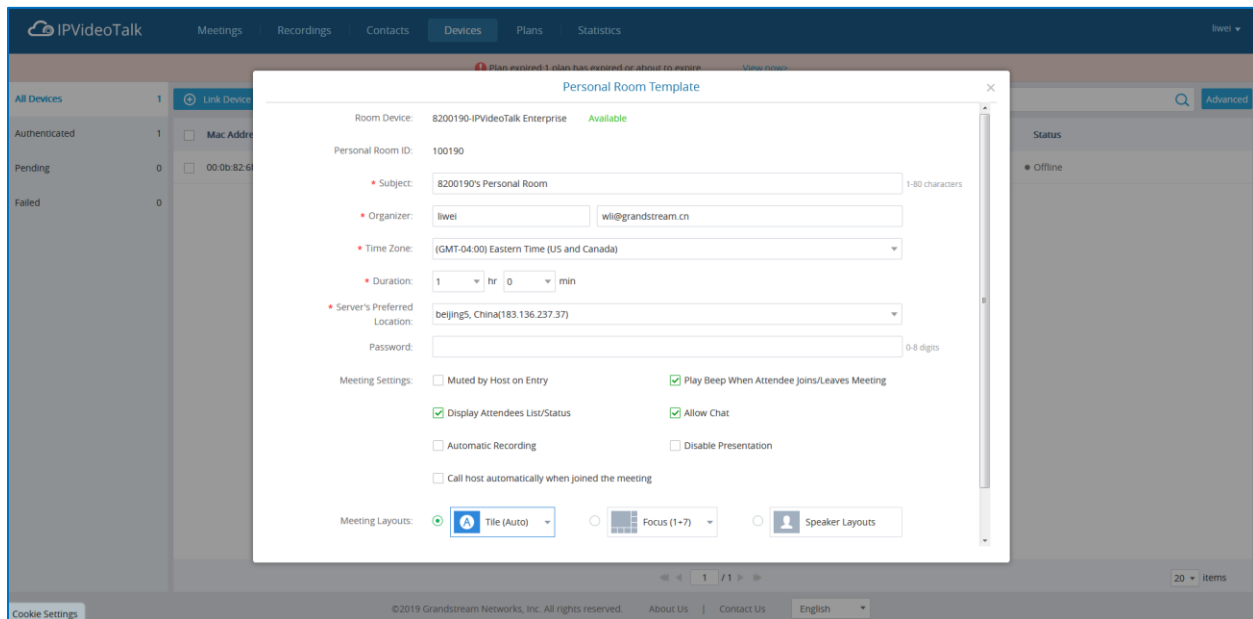 IPVideoTalk
Meetings Recordings Contacts Devices Plans Statistics liwei
Plan expired:1 plan has expired or about to expire View now>
All Devices 1
Link Device
Advanced
Authenticated 1
Mac Addre
Status
Pending 0
00:0b:82:6
Offline
Failed 0
Personal Room Template
Room Device: 8200190-IPVideoTalk Enterprise Available
Personal Room ID: 100190
* Subject: 8200190's Personal Room 1-80 characters
* Organizer: liwei wli@grandstream.cn
* Time Zone: (GMT-04:00) Eastern Time (US and Canada)
* Duration: 1 hr 0 min
* Server's Preferred
Location: beijing5, China(183.136.237.37)
Password: 0-8 digits
Meeting Settings: Muted by Host on Entry Play Beep When Attendee Joins/Leaves Meeting
Display Attendees List/Status Allow Chat
Automatic Recording Disable Presentation
Call host automatically when joined the meeting
Meeting Layouts: A Tile (Auto) Focus (1+7) Speaker Layouts
1 /1
20 items
Cookie Settings
©2019 Grandstream Networks, Inc. All rights reserved. About Us | Contact Us English